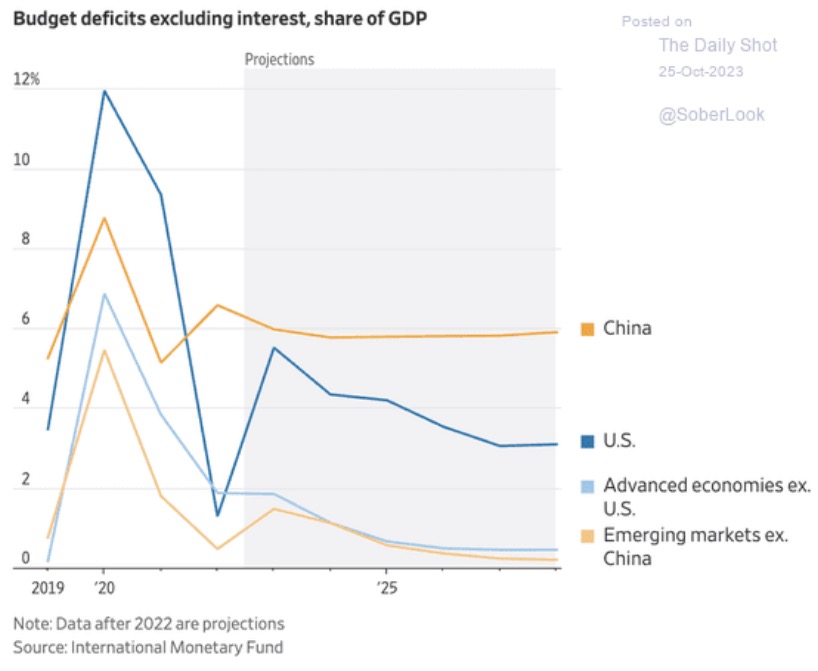 Budget deficits excluding interest, share of GDP
Posted on
The Daily Shot
25-Oct-2023
@SoberLook
Projections
12%
10
8
6
4
2
0
China
U.S.
Advanced economies ex.
U.S.
Emerging markets ex.
China
2019 '20 '25
Note: Data after 2022 are projections
Source: International Monetary Fund